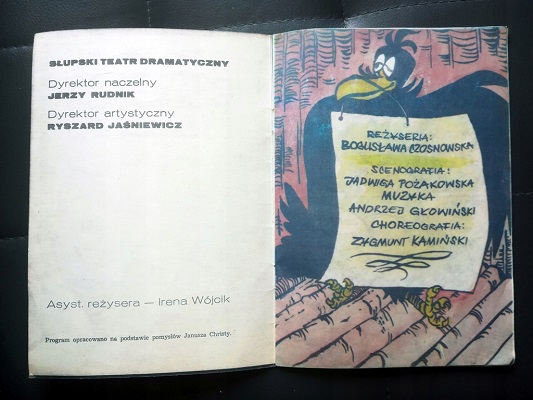 SŁUPSKI TEATR DRAMATYCZNY
Dyrektor naczelny
JERZY RUDNIK
Dyrektor artystyczny
RYSZARD JAŚNIEWICZ
Asyst. reżysera — Irena Wójcik
Program opracowano na podstawie pomysłów Janusza Christy.
REŻYSERIA:
BOGUSŁAWA CZOSNOWSKA
SCENOGRAFIA:
JADWIGA POŻAKOWSKA
MUZYKA
ANDRZEJ GŁOWIŃSKI
CHOREOGRAFIA:
ZYGMUNT KAMIŃSKI